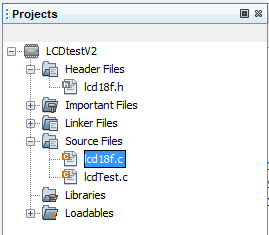 Projects
LCDtestV2
Header Files
lcd18f.h
Important Files
Linker Files
Source Files
lcd18f.c
lcdTest.c
Libraries
Loadables